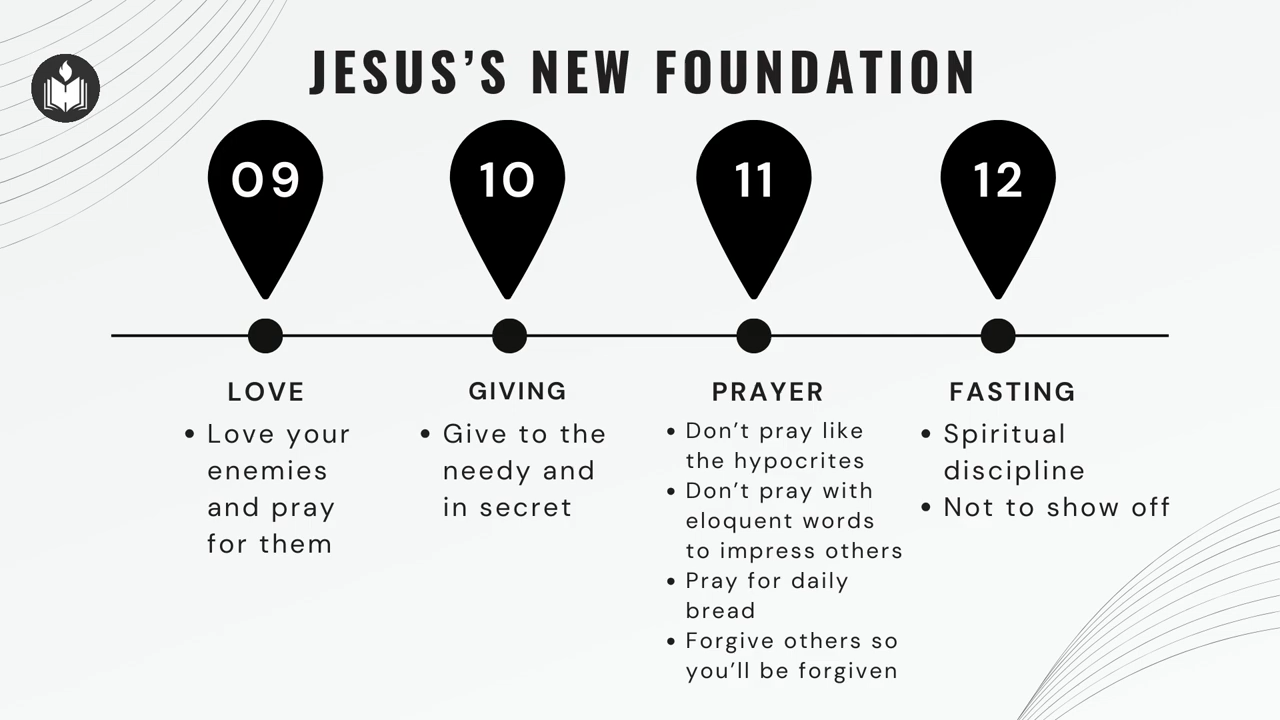 JESUS’S NEW FOUNDATION
09
10
11
12
LOVE
• Love your
enemies
and pray
for them
GIVING
• Give to the
needy and
in secret
PRAYER
• Don’t pray like
the hypocrites
• Don’t pray with
eloquent words
to impress others
• Pray for daily
bread
• Forgive others so
you’ll be forgiven
FASTING
• Spiritual
discipline
• Not to show off